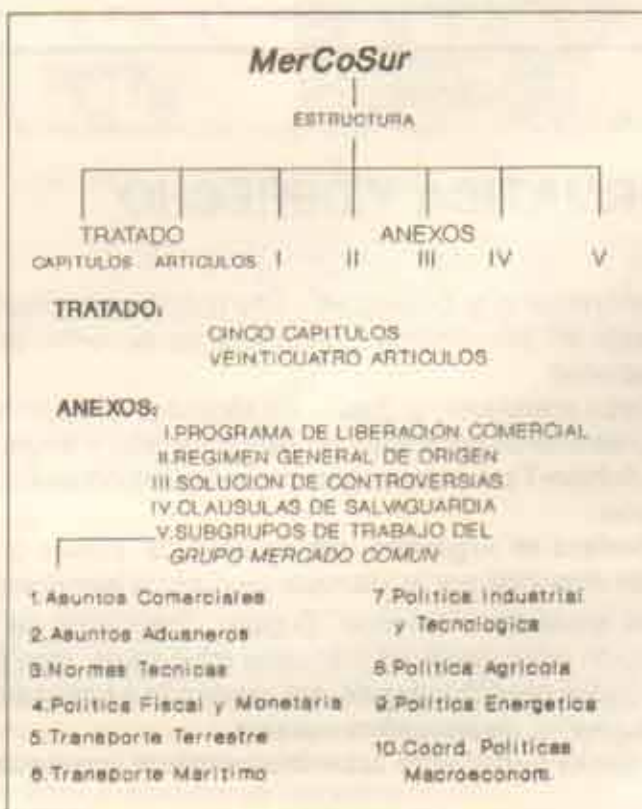 MerCoSur
ESTRUCTURA
TRATADO ANEXOS
CAPITULOS ARTICULOS I II III IV V
TRATADO:
CINCO CAPITULOS
VEINTICUATRO ARTICULOS
ANEXOS:
I.PROGRAMA DE LIBERACION COMERCIAL
II.REGIMEN GENERAL DE ORIGEN
III.SOLUCION DE CONTROVERSIAS
IV.CLAUSULAS DE SALVAGUARDIA
V.SUBGRUPOS DE TRABAJO DEL
GRUPO MERCADO COMUN
1.Asuntos Comerciales
2.Asuntos Aduaneros
3.Normas Tecnicas
4.Politica Fiscal y Monetaria
5.Transporte Terrestre
6.Transporte Maritimo
7.Politica Industrial
y Tecnologica
8.Politica Agricola
9.Politica Energetica
10.Coord. Politicas
Macroeconom.